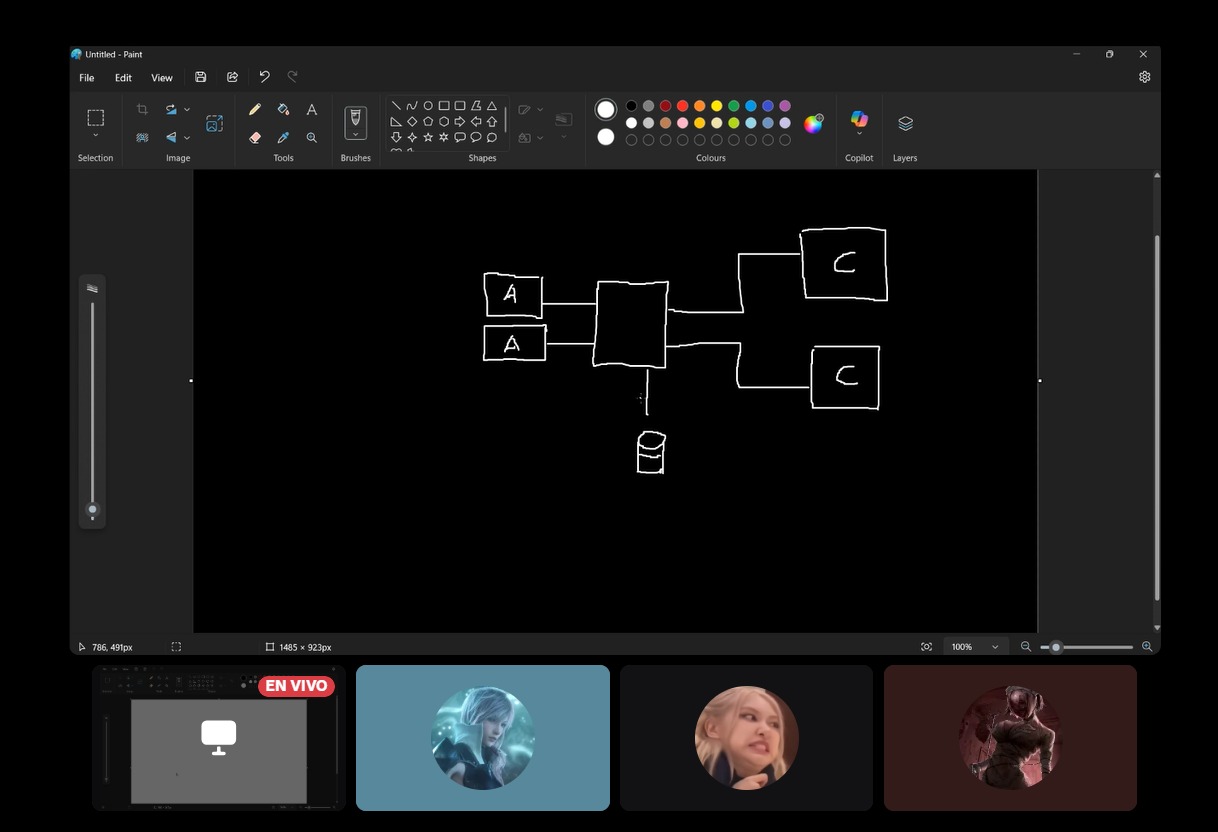 Untitled - Paint
File Edit View
Selection Image Tools Brushes Shapes Colours Copilot Layers
A C
A C
786, 491px 1485 × 923px 100%
EN VIVO